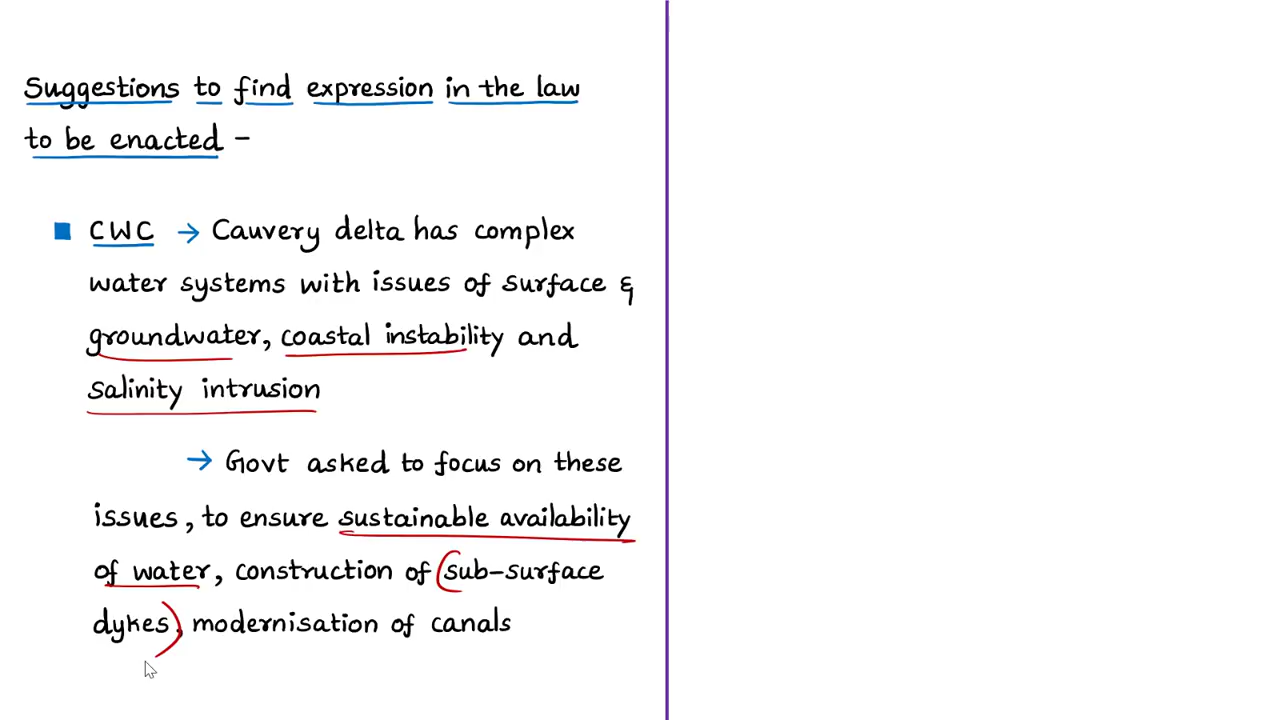 Suggestions to find expression in the law
to be enacted -
CWC → Cauvery delta has complex
water systems with issues of surface &
groundwater, coastal instability and
salinity intrusion
→ Govt asked to focus on these
issues, to ensure sustainable availability
of water, construction of sub-surface
dykes, modernisation of canals